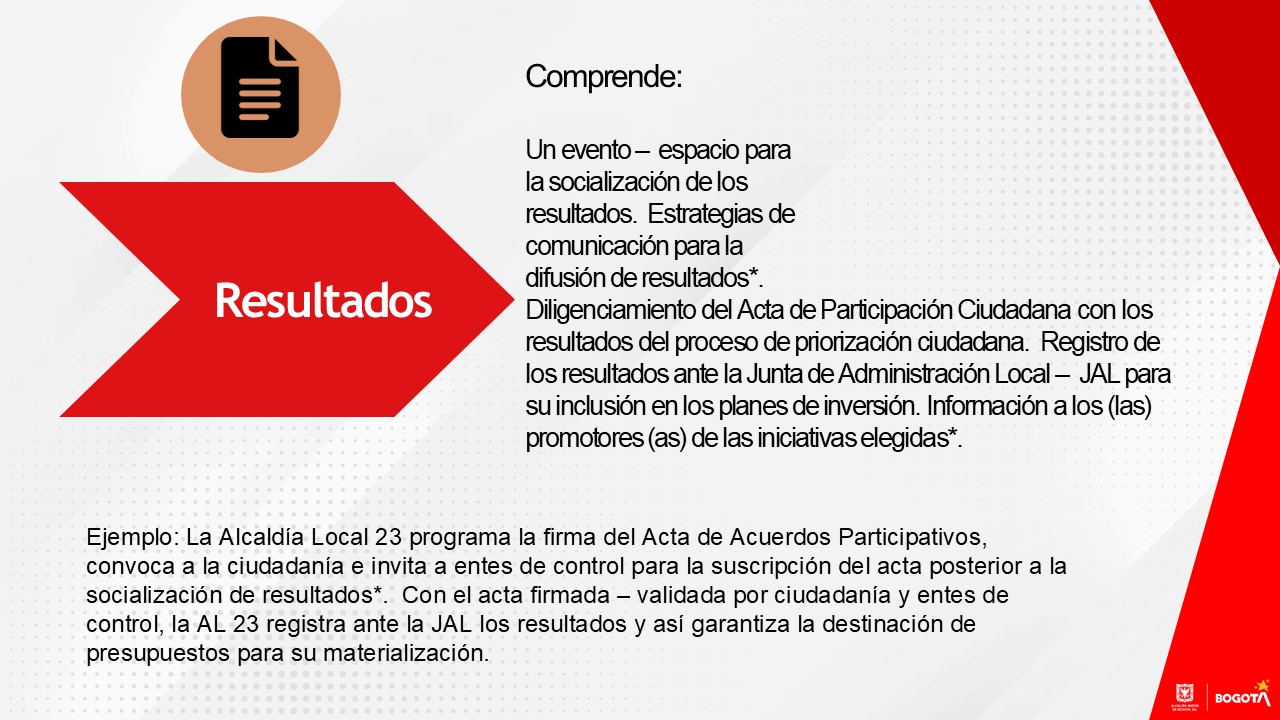 Comprende:
Un evento – espacio para
la socialización de los
resultados. Estrategias de
comunicación para la
difusión de resultados*.
Diligenciamiento del Acta de Participación Ciudadana con los
resultados del proceso de priorización ciudadana. Registro de
los resultados ante la Junta de Administración Local – JAL para
su inclusión en los planes de inversión. Información a los (las)
promotores (as) de las iniciativas elegidas*.
Resultados
Ejemplo: La Alcaldía Local 23 programa la firma del Acta de Acuerdos Participativos,
convoca a la ciudadanía e invita a entes de control para la suscripción del acta posterior a la
socialización de resultados*. Con el acta firmada – validada por ciudadanía y entes de
control, la AL 23 registra ante la JAL los resultados y así garantiza la destinación de
presupuestos para su materialización.
ALCALDÍA MAYOR
DE BOGOTÁ D.C.
BOGOTÁ